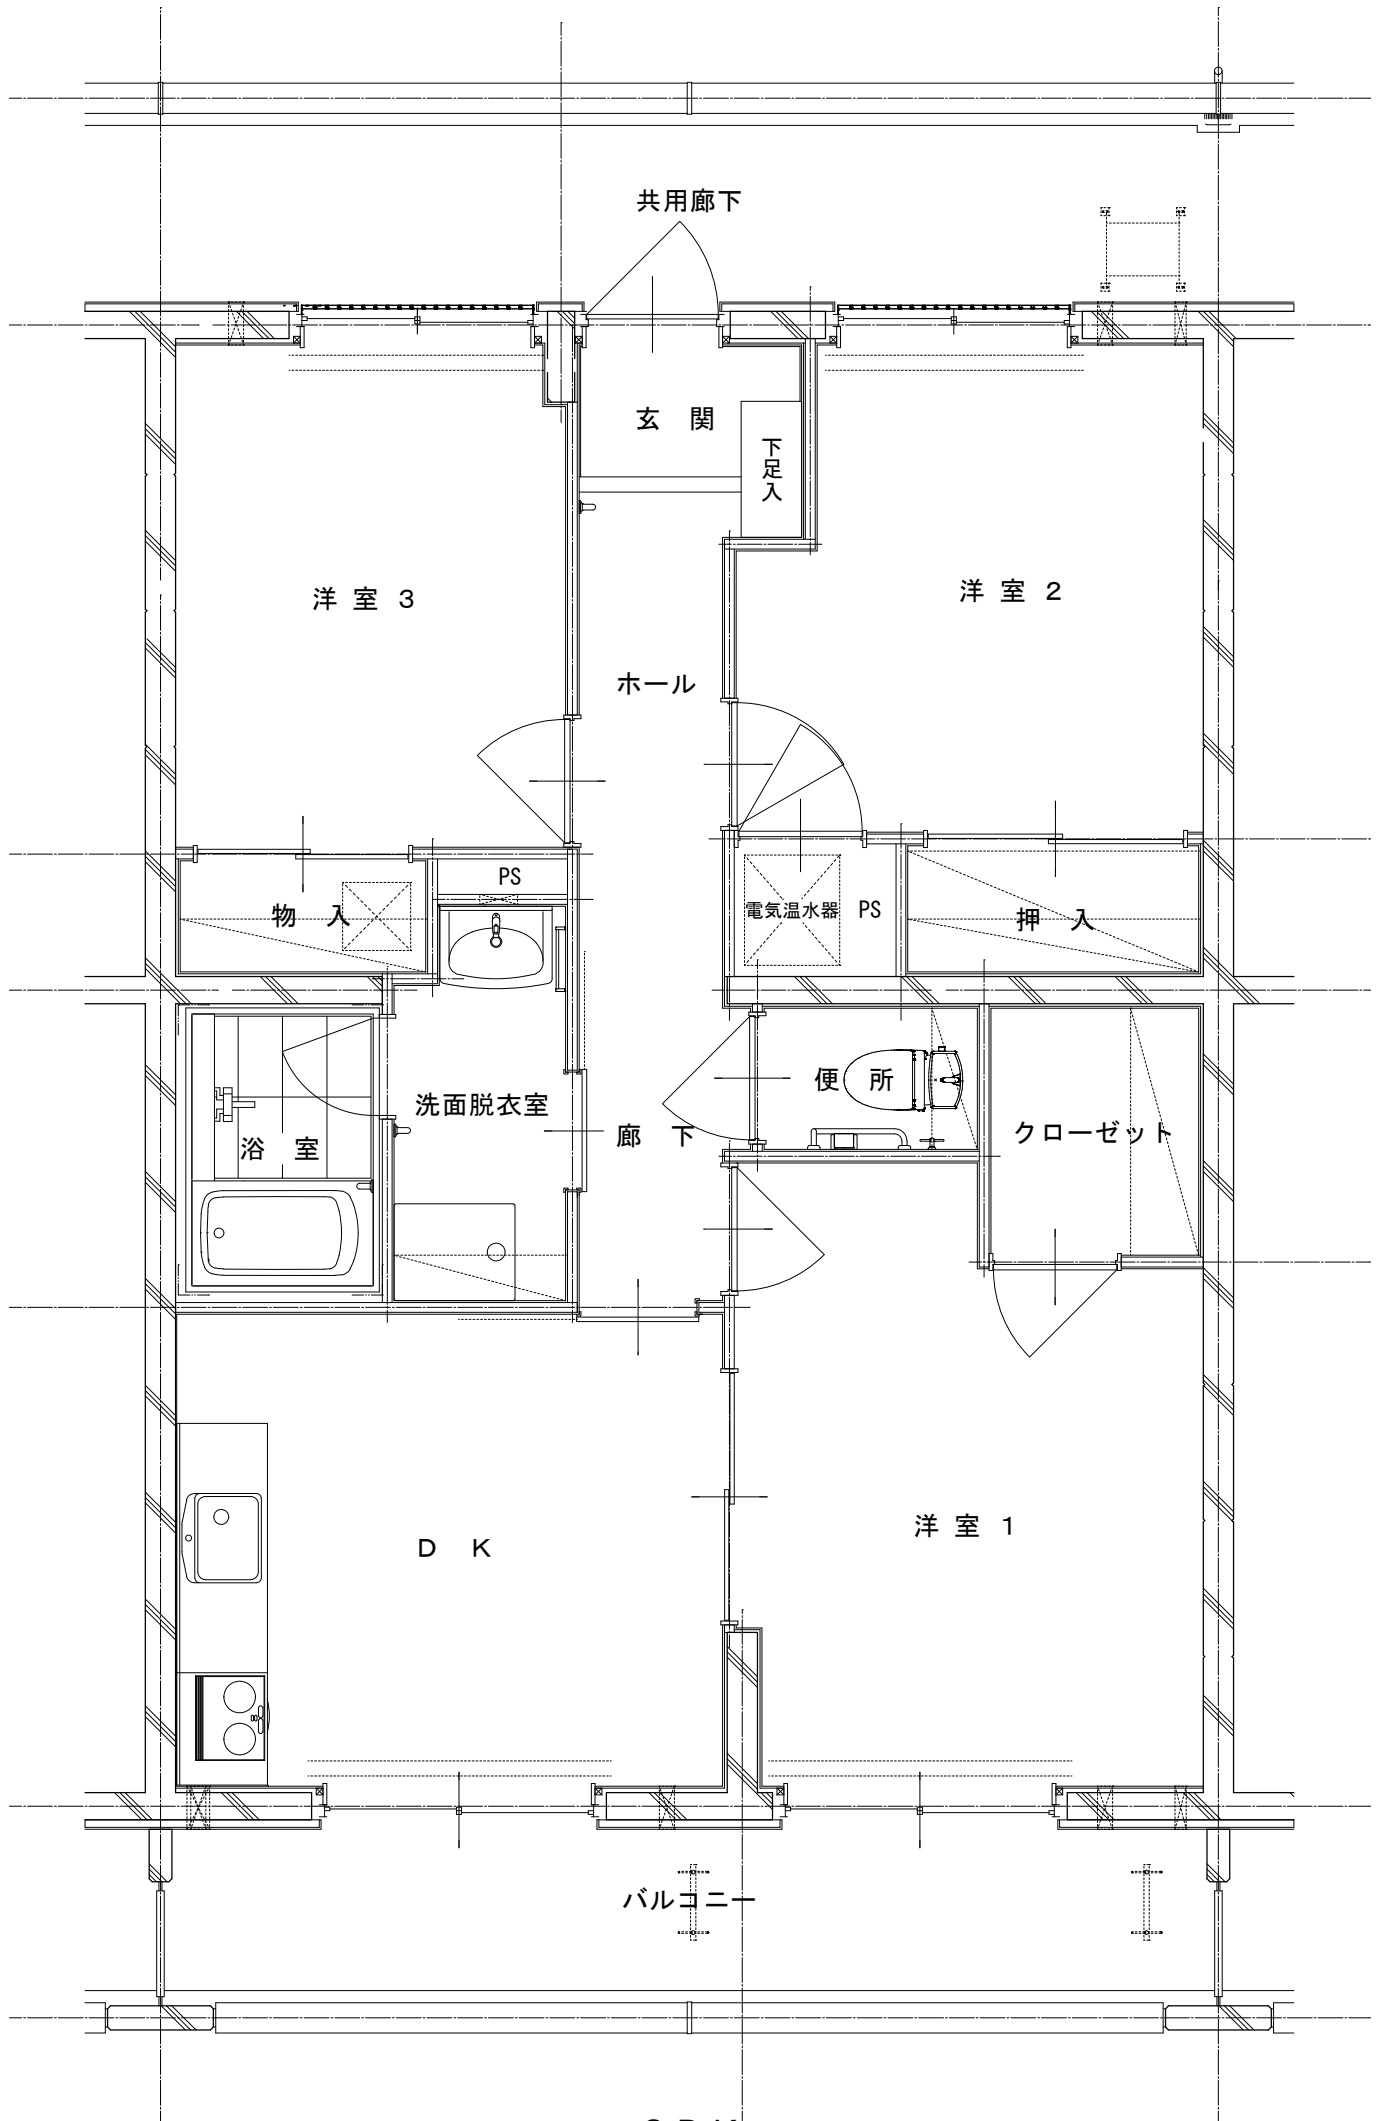 共用廊下
玄 関
下足入
洋 室 3
洋 室 2
ホール
PS
物 入
電気温水器
PS
押 入
便 所
洗面脱衣室
廊 下
クローゼット
浴 室
洋 室 1
D K
バルコニー